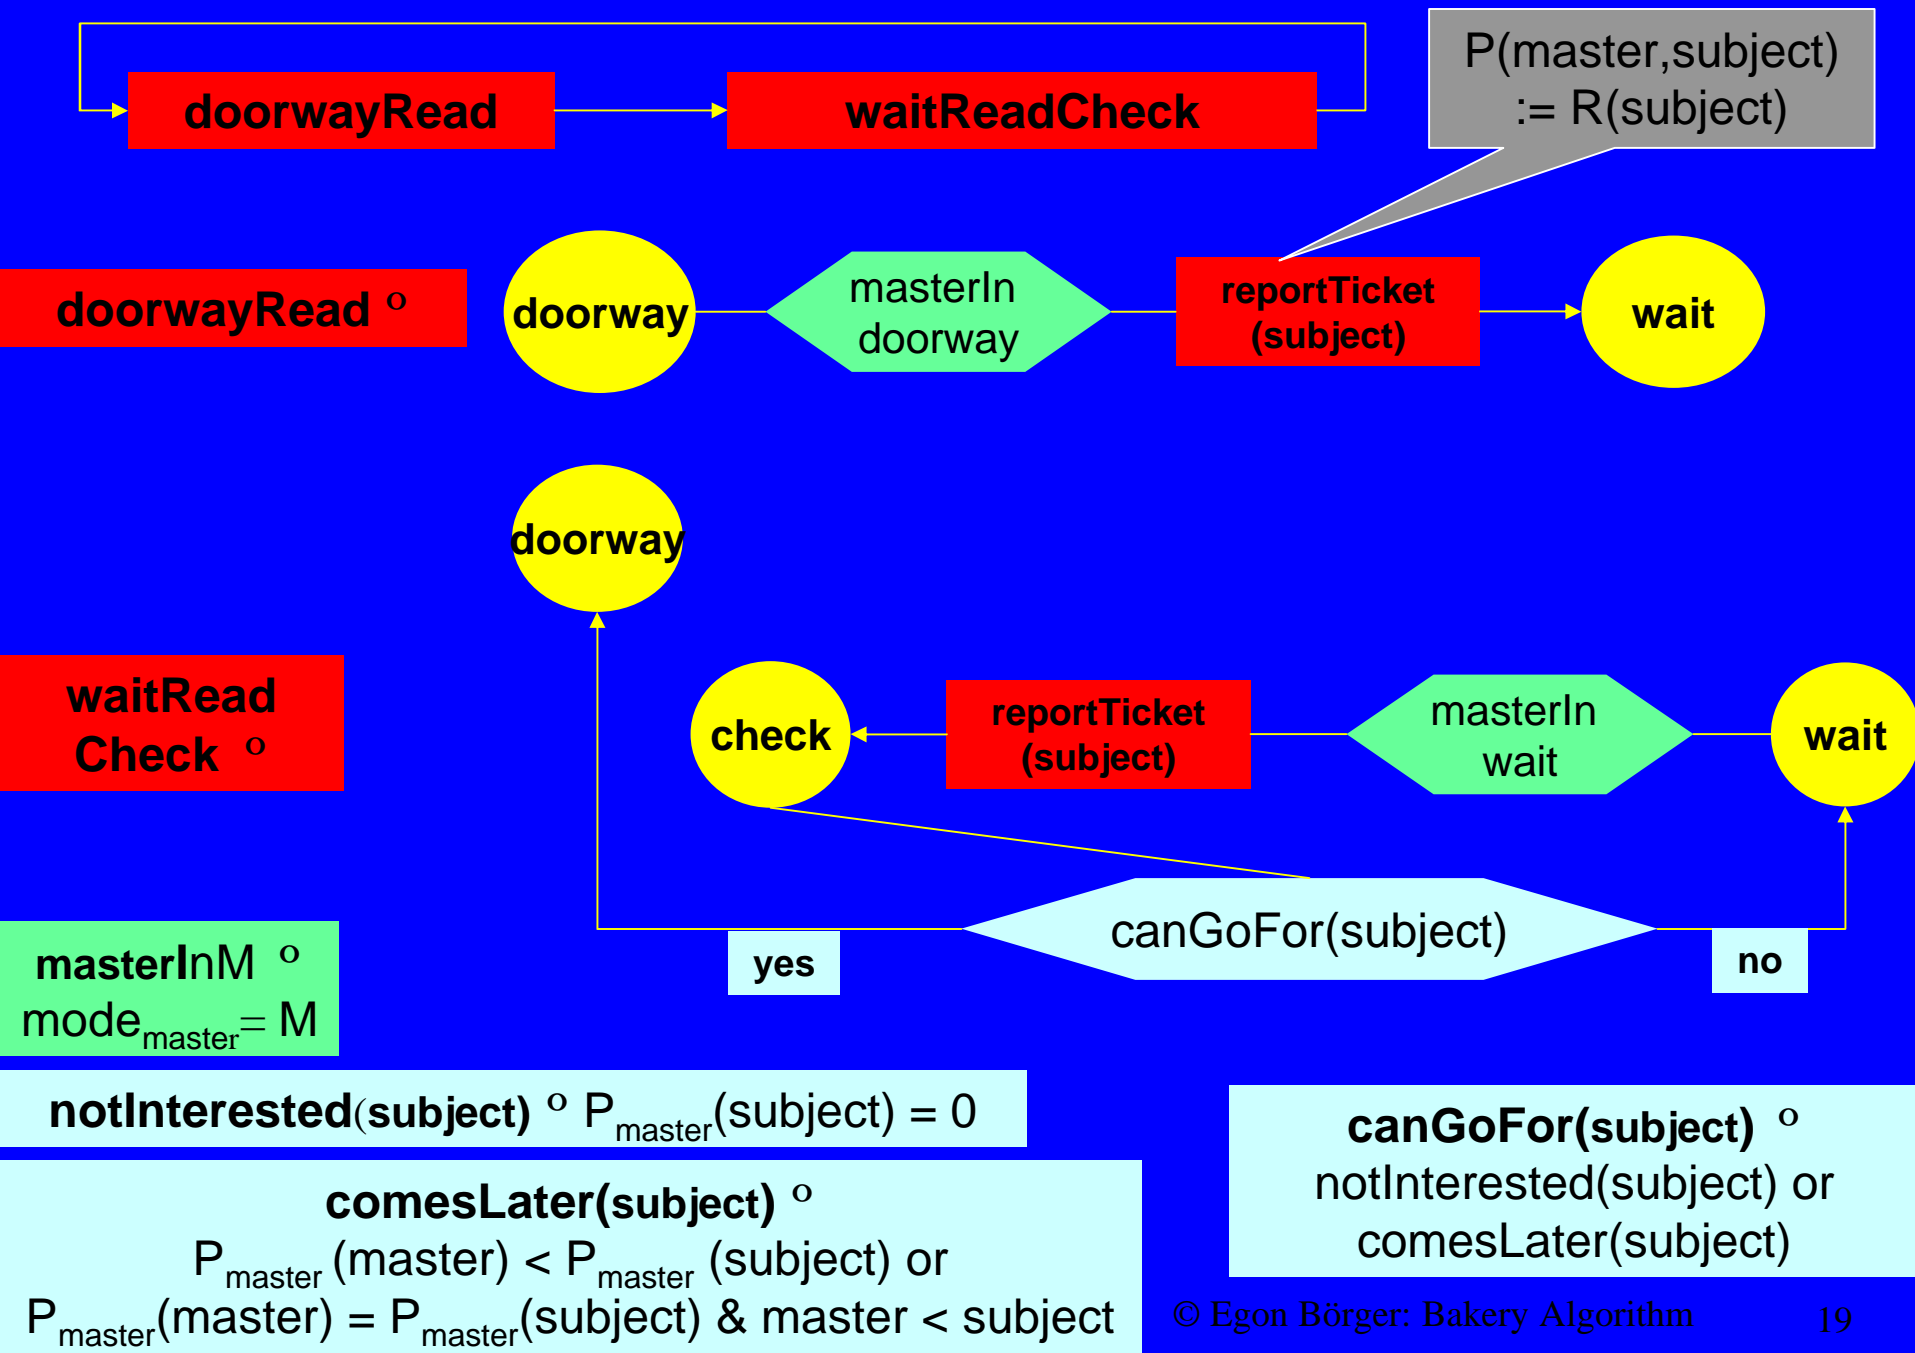 doorwayRead
waitReadCheck
P(master,subject)
:= R(subject)
doorwayRead º
doorway
masterIn
doorway
reportTicket
(subject)
wait
doorway
waitRead
Check º
check
reportTicket
(subject)
masterIn
wait
wait
canGoFor(subject)
yes
no
masterInM º
modemaster= M
notInterested(subject) º Pmaster(subject) = 0
comesLater(subject) º
Pmaster (master) < Pmaster (subject) or
Pmaster(master) = Pmaster(subject) & master < subject
canGoFor(subject) º
notInterested(subject) or
comesLater(subject)
© Egon Börger: Bakery Algorithm
19